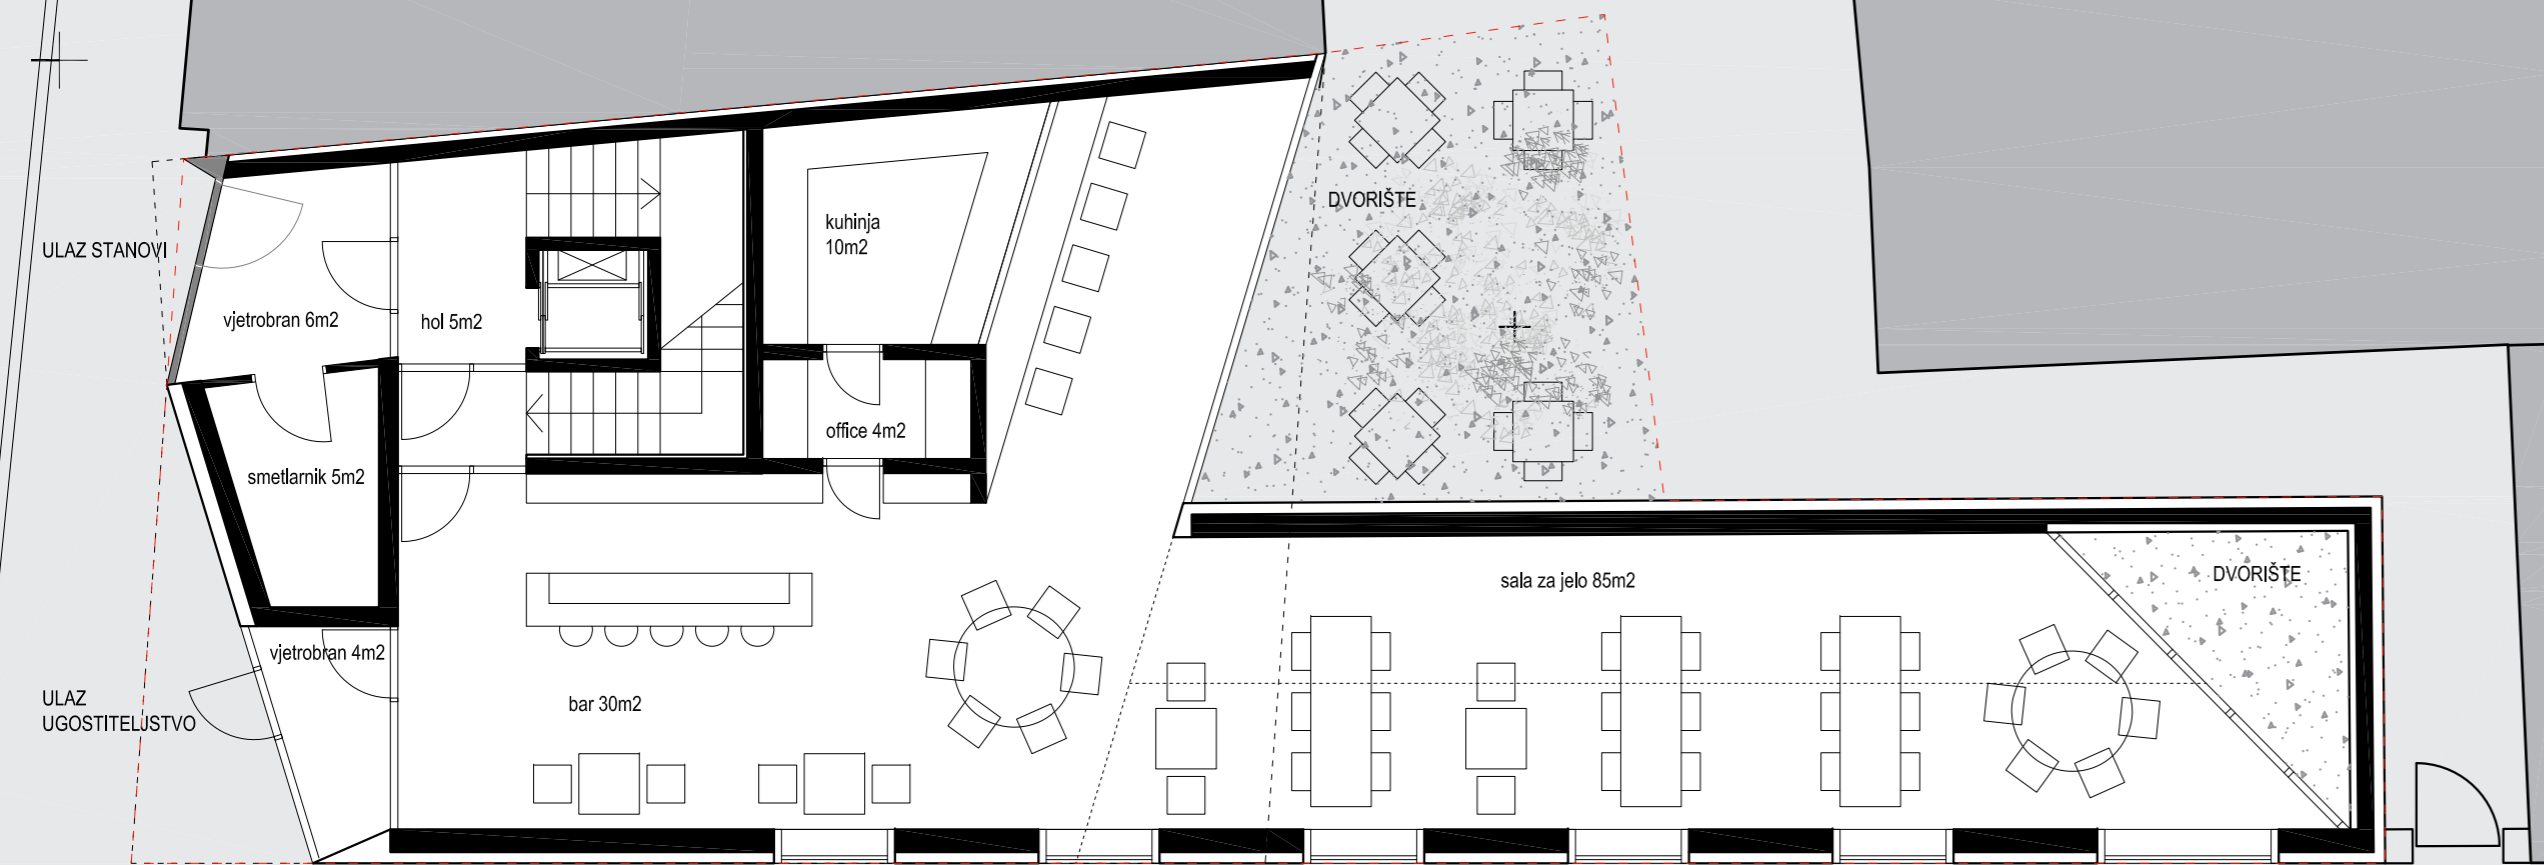 DVORIŠTE
kuhinja
10m2
ULAZ STANOVI
vjetrobran 6m2
hol 5m2
office 4m2
smetlarnik 5m2
sala za jelo 85m2
DVORIŠTE
vjetrobran 4m2
ULAZ
UGOSTITELJSTVO
bar 30m2